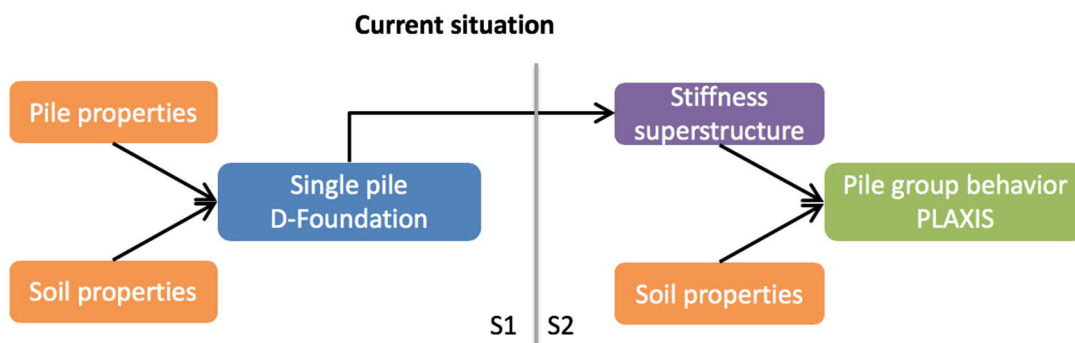 Current situation
Pile properties
Soil properties
Single pile
D-Foundation
S1
S2
Stiffness
superstructure
Soil properties
Pile group behavior
PLAXIS